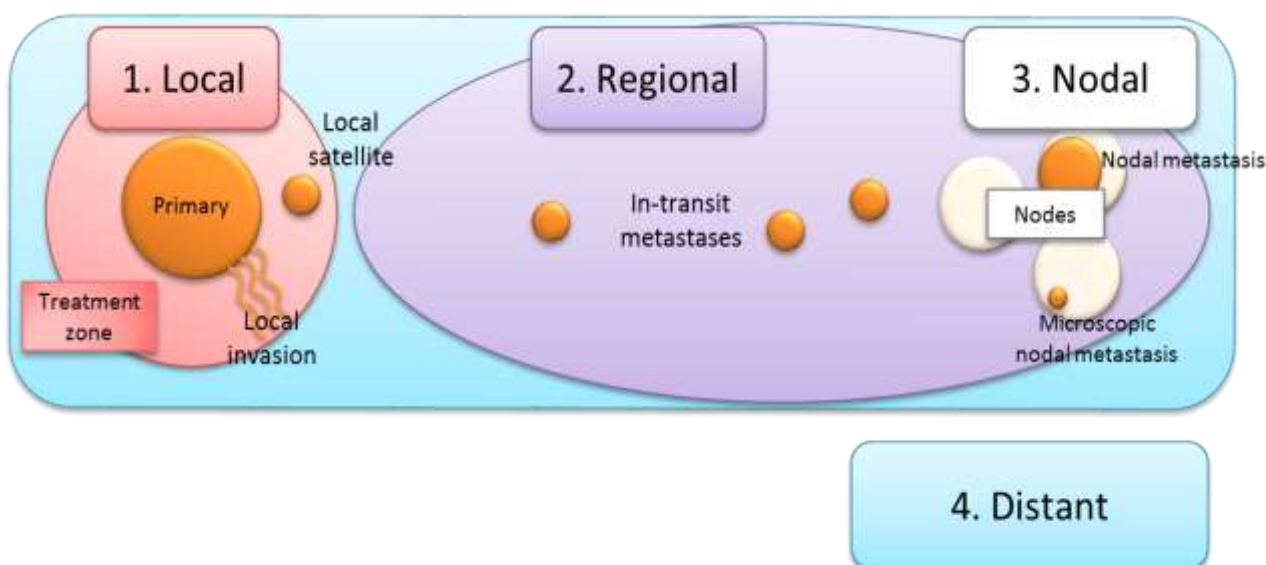 1. Local
2. Regional
3. Nodal
Local
satellite
Nodal metastasis
Primary
In-transit
metastases
Nodes
Treatment
zone
Local
invasion
Microscopic
nodal metastasis
4. Distant